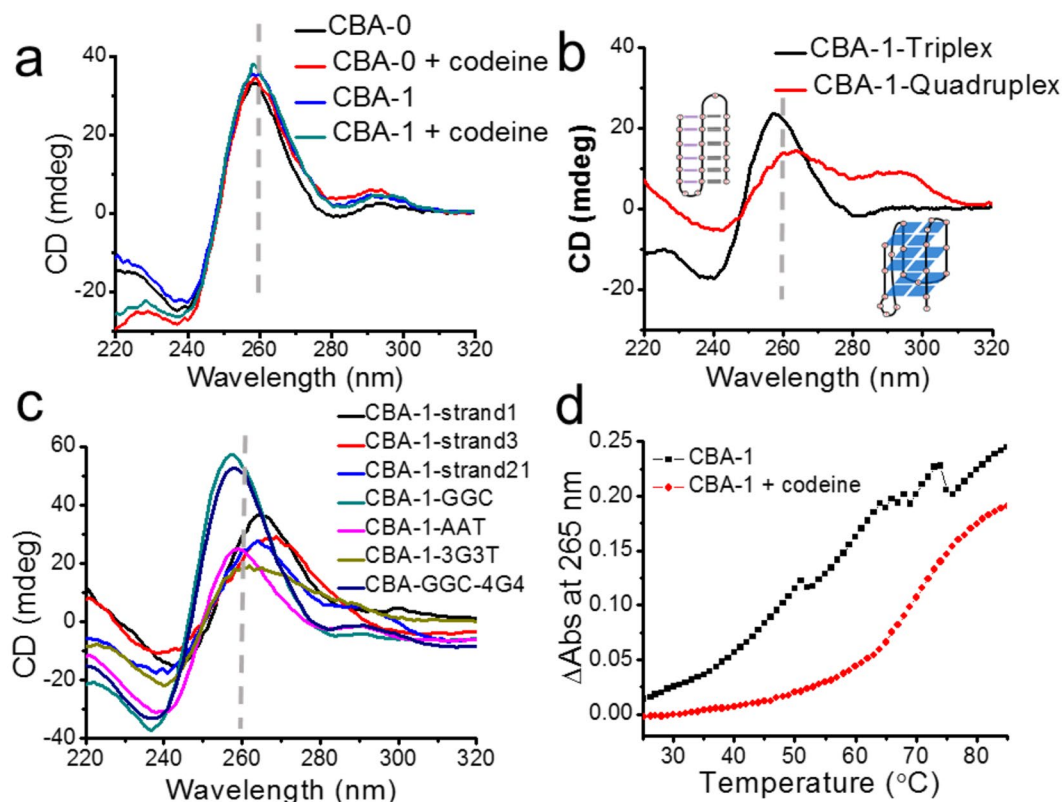 a
CBA-0
CBA-0 + codeine
CBA-1
CBA-1 + codeine
40
20
0
-20
CD (mdeg)
220 240 260 280 300 320
Wavelength (nm)
b
CBA-1-Triplex
CBA-1-Quadruplex
40
20
0
-20
CD (mdeg)
220 240 260 280 300 320
Wavelength (nm)
c
CBA-1-strand1
CBA-1-strand3
CBA-1-strand21
CBA-1-GGC
CBA-1-AAT
CBA-1-3G3T
CBA-GGC-4G4
60
40
20
0
-20
-40
CD (mdeg)
220 240 260 280 300 320
Wavelength (nm)
d
CBA-1
CBA-1 + codeine
0.25
0.20
0.15
0.10
0.05
0.00
ΔAbs at 265 nm
30 40 50 60 70 80
Temperature (°C)